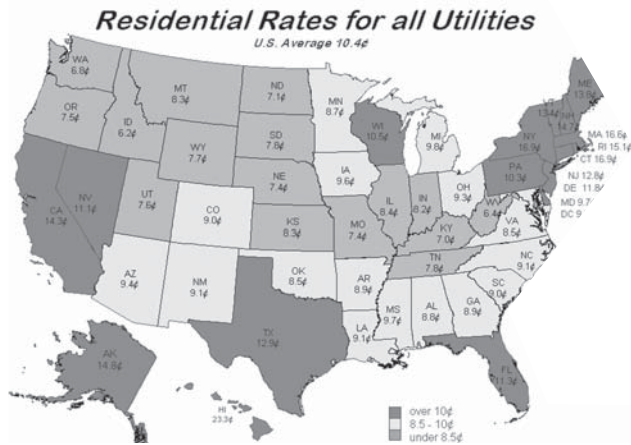 Residential Rates for all Utilities
U.S. Average 10.4¢
WA
6.8¢
OR
7.5¢
ID
6.2¢
MT
8.3¢
ND
7.1¢
MN
8.7¢
WI
10.5¢
MI
9.8¢
ME
13.8¢
13.4¢
NH
14.7¢
NY
16.9¢
MA 16.6¢
RI 15.1¢
CT 16.9¢
NJ 12.8¢
DE 11.8¢
MD 9.7
DC 9
PA
10.3¢
SD
7.8¢
WY
7.7¢
NE
7.4¢
IA
9.6¢
IL
8.4¢
IN
8.2¢
OH
9.3¢
WV
6.4¢
VA
8.5¢
NV
11.1¢
CA
14.3¢
UT
7.6¢
CO
9.0¢
KS
8.3¢
MO
7.4¢
KY
7.0¢
TN
7.8¢
NC
9.1¢
SC
9.0¢
AZ
9.4¢
NM
9.1¢
OK
8.5¢
AR
8.9¢
MS
9.7¢
AL
8.8¢
GA
8.9¢
LA
9.1¢
TX
12.9¢
FL
11.3¢
AK
14.8¢
HI
23.3¢
over 10¢
8.5 - 10¢
under 8.5¢